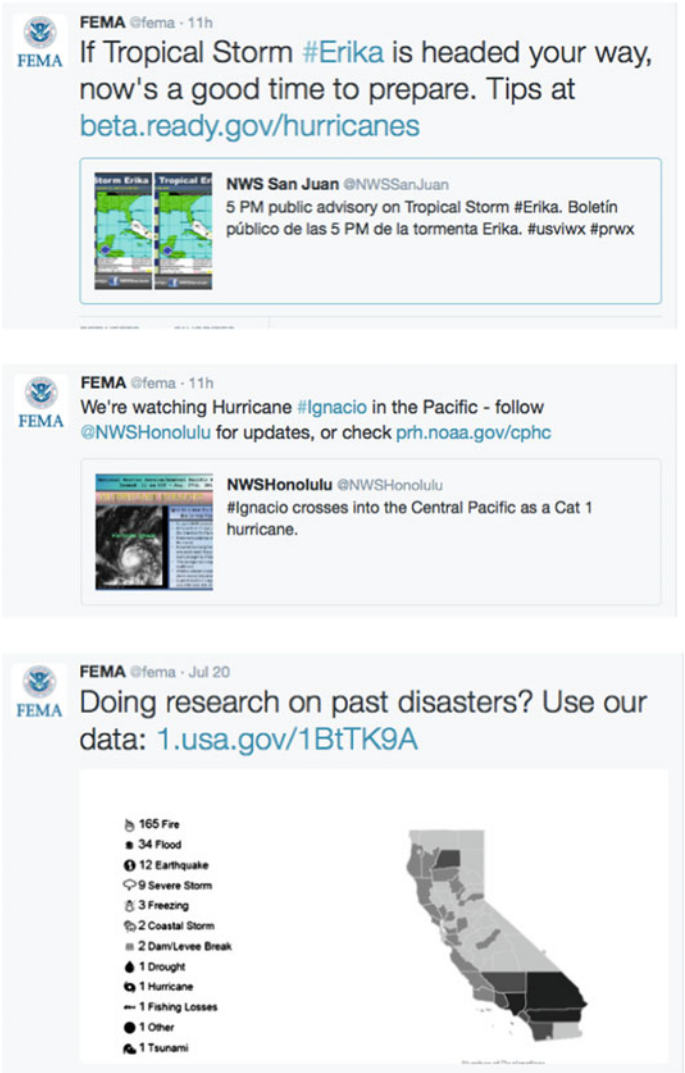 FEMA @fema · 11h
FEMA
If Tropical Storm #Erika is headed your way,
now's a good time to prepare. Tips at
beta.ready.gov/hurricanes
Storm Erika Tropical Er
NWS San Juan @NWSSanJuan
5 PM public advisory on Tropical Storm #Erika. Boletín
público de las 5 PM de la tormenta Erika. #usviwx #prwx
FEMA @fema · 11h
FEMA
We're watching Hurricane #Ignacio in the Pacific - follow
@NWSHonolulu for updates, or check prh.noaa.gov/cphc
NWSHonolulu @NWSHonolulu
#Ignacio crosses into the Central Pacific as a Cat 1
hurricane.
FEMA @fema · Jul 20
FEMA
Doing research on past disasters? Use our
data: 1.usa.gov/1BtTK9A
165 Fire
34 Flood
12 Earthquake
9 Severe Storm
3 Freezing
2 Coastal Storm
2 Dam/Levee Break
1 Drought
1 Hurricane
1 Fishing Losses
1 Other
1 Tsunami